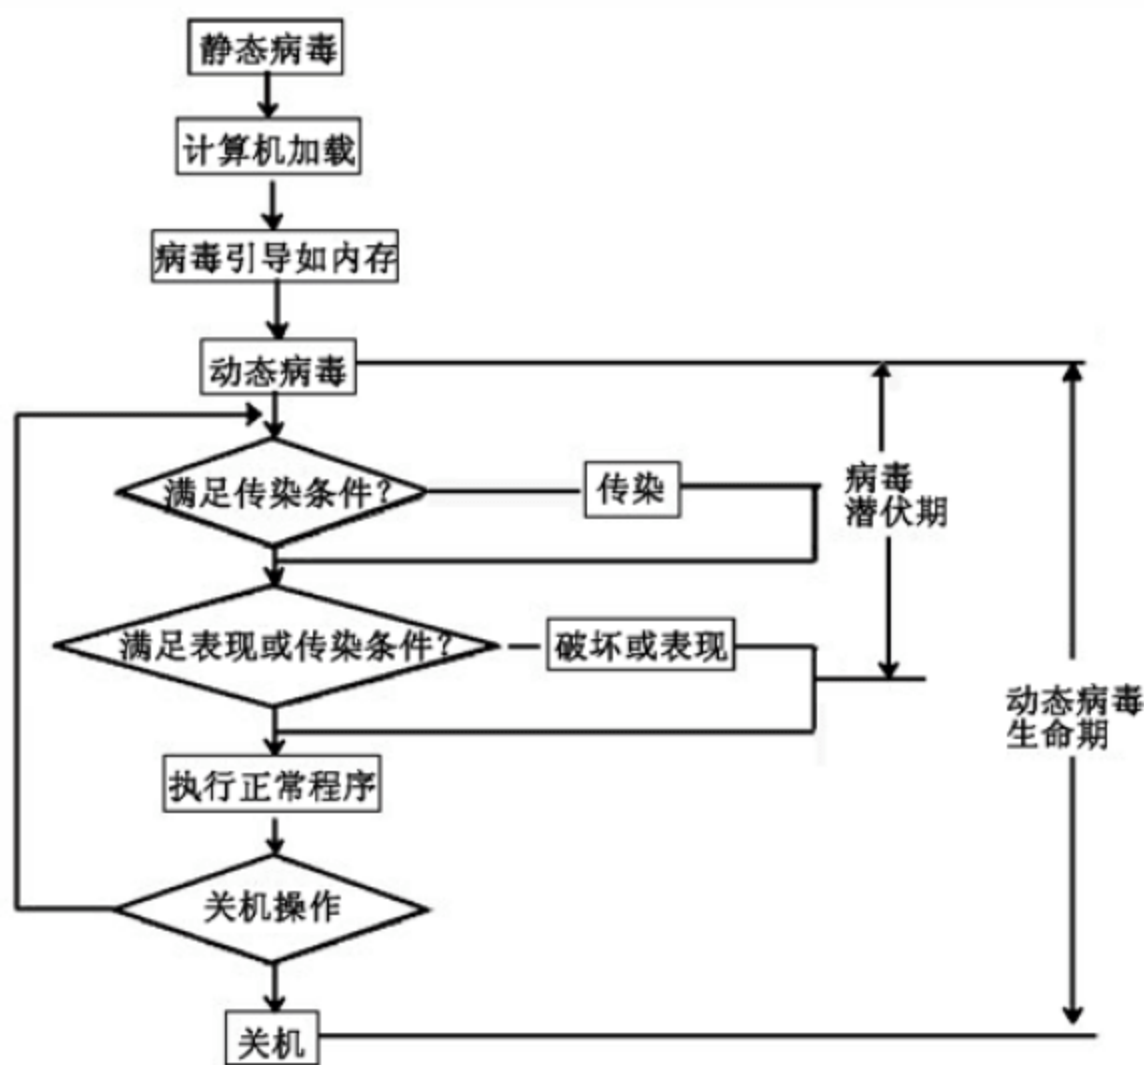 静态病毒
计算机加载
病毒引导如内存
动态病毒
满足传染条件？
传染
病毒
潜伏期
满足表现或传染条件？
破坏或表现
动态病毒
生命期
执行正常程序
关机操作
关机